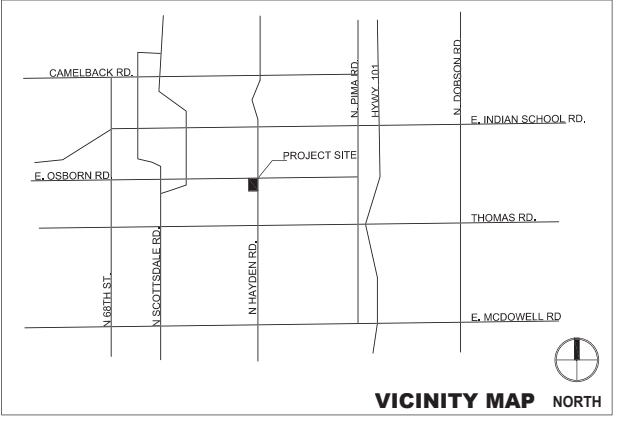 CAMELBACK RD.
N. PIMA RD.
HYWY 101
N. DOBSON RD
E. INDIAN SCHOOL RD.
PROJECT SITE
E. OSBORN RD
THOMAS RD.
N 68TH ST.
N SCOTTSDALE RD.
N HAYDEN RD.
E. MCDOWELL RD
VICINITY MAP NORTH